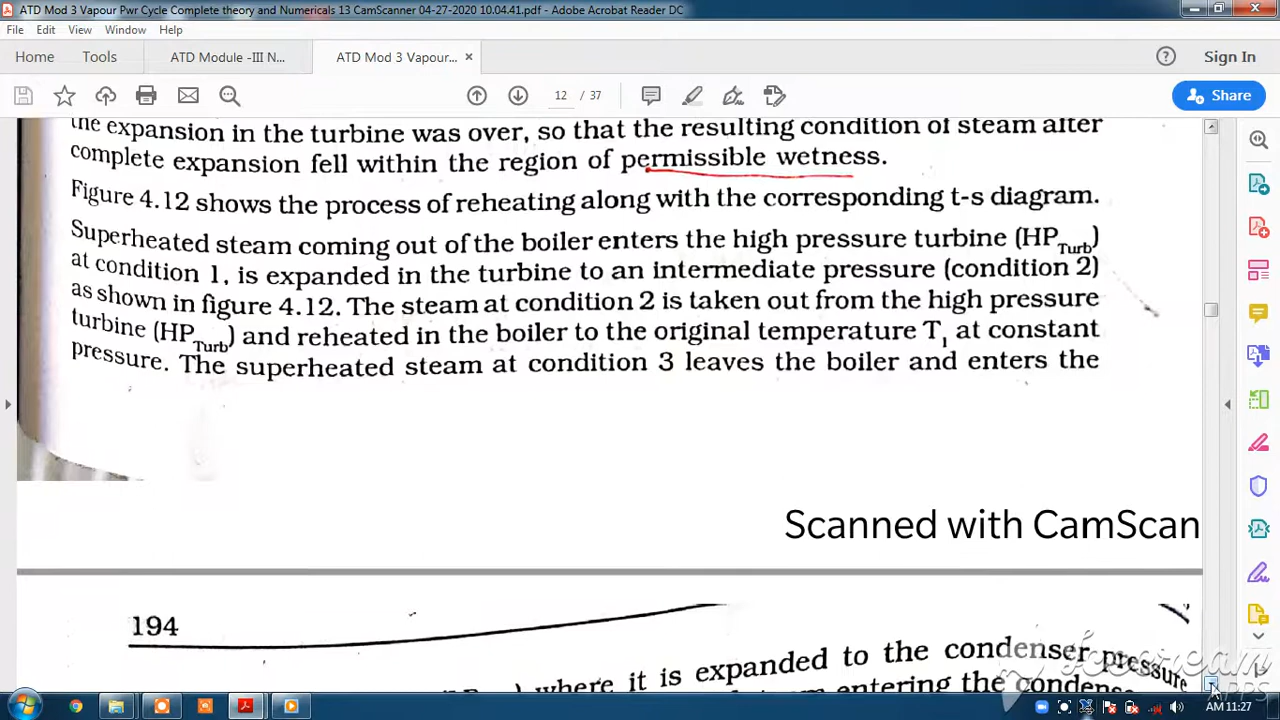 ATD Mod 3 Vapour Pwr Cycle Complete theory and Numericals 13 CamScanner 04-27-2020 10.04.41.pdf - Adobe Acrobat Reader DC
File Edit View Window Help
Home Tools ATD Module -III N... ATD Mod 3 Vapour... × Sign In
12 / 37 Share
the expansion in the turbine was over, so that the resulting condition of steam after
complete expansion fell within the region of permissible wetness.
Figure 4.12 shows the process of reheating along with the corresponding t-s diagram.
Superheated steam coming out of the boiler enters the high pressure turbine (HPTurb)
at condition 1, is expanded in the turbine to an intermediate pressure (condition 2)
as shown in figure 4.12. The steam at condition 2 is taken out from the high pressure
turbine (HPTurb) and reheated in the boiler to the original temperature T1 at constant
pressure. The superheated steam at condition 3 leaves the boiler and enters the
Scanned with CamScan
194
where it is expanded to the condenser pressure
entering the condense
icecream
APPS
AM 11:27